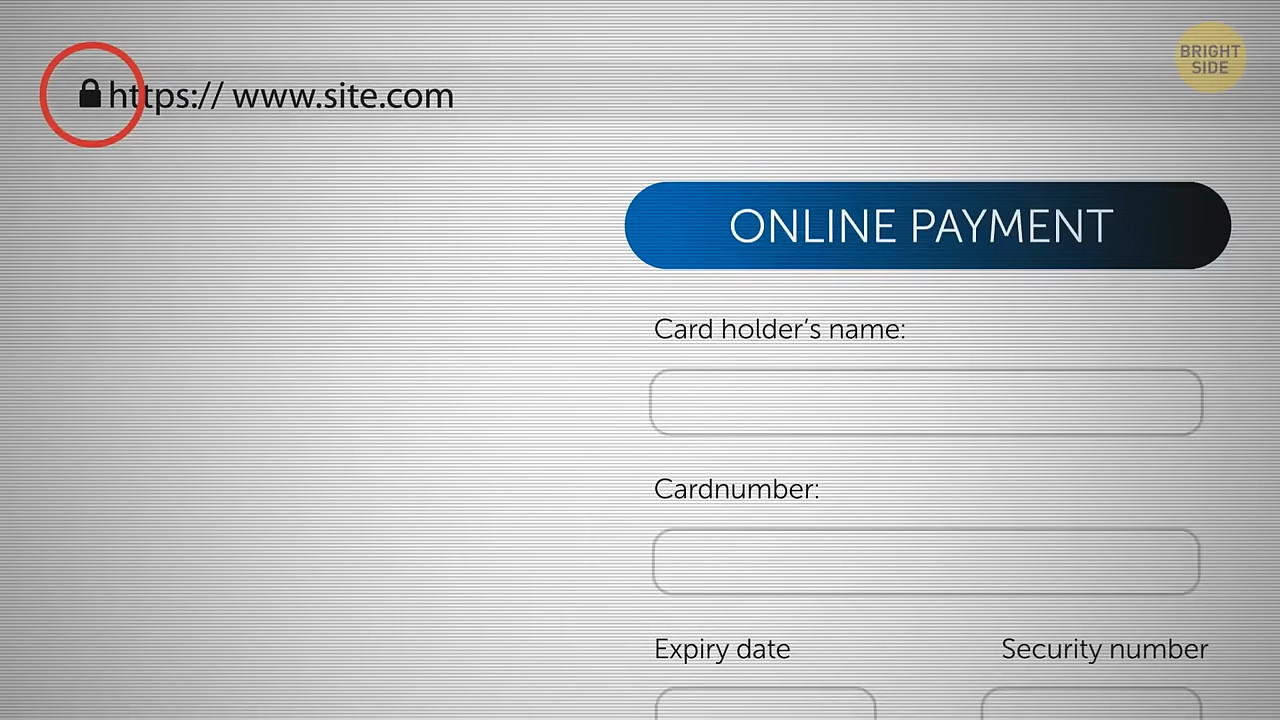 BRIGHT
SIDE
https:// www.site.com
ONLINE PAYMENT
Card holder’s name:
Cardnumber:
Expiry date
Security number